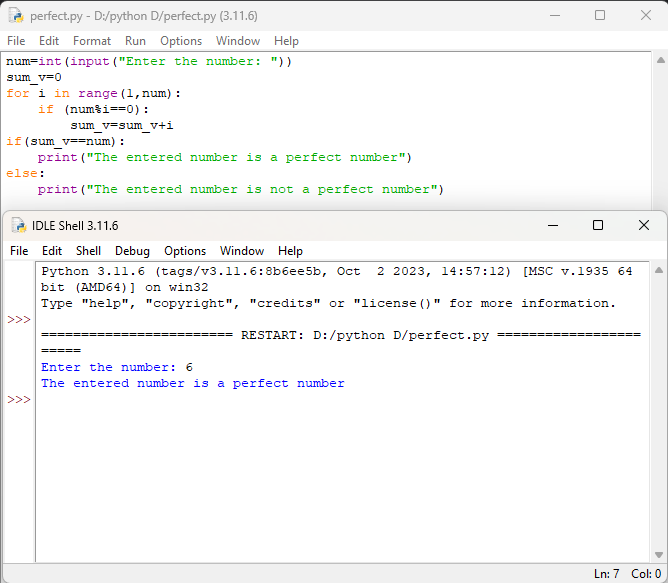 perfect.py - D:/python D/perfect.py (3.11.6)
File Edit Format Run Options Window Help
num=int(input("Enter the number: "))
sum_v=0
for i in range(1,num):
    if (num%i==0):
        sum_v=sum_v+i
if(sum_v==num):
    print("The entered number is a perfect number")
else:
    print("The entered number is not a perfect number")
IDLE Shell 3.11.6
File Edit Shell Debug Options Window Help
Python 3.11.6 (tags/v3.11.6:8b6ee5b, Oct  2 2023, 14:57:12) [MSC v.1935 64
bit (AMD64)] on win32
Type "help", "copyright", "credits" or "license()" for more information.
>>>
======================== RESTART: D:/python D/perfect.py ==================
=====
Enter the number: 6
The entered number is a perfect number
>>>
Ln: 7 Col: 0